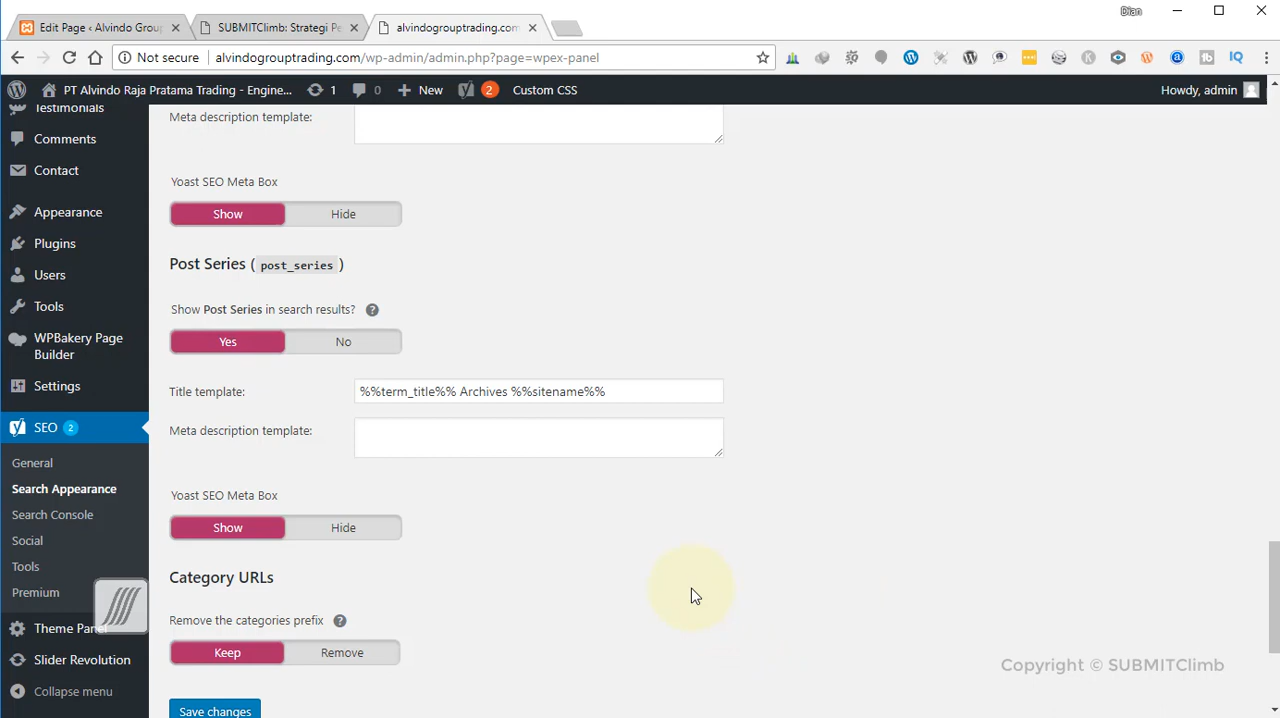 Dian
Edit Page ‹ Alvindo Grou
SUBMITClimb: Strategi Pe
alvindogrouptrading.com
Not secure
alvindogrouptrading.com/wp-admin/admin.php?page=wpex-panel
PT Alvindo Raja Pratama Trading - Engine...
1
0
New
2
Custom CSS
Howdy, admin
Testimonials
Comments
Contact
Appearance
Plugins
Users
Tools
WPBakery Page
Builder
Settings
SEO 2
General
Search Appearance
Search Console
Social
Tools
Premium
Theme Panel
Slider Revolution
Collapse menu
Meta description template:
Yoast SEO Meta Box
Show Hide
Post Series ( post_series )
Show Post Series in search results? ?
Yes No
Title template: %%term_title%% Archives %%sitename%%
Meta description template:
Yoast SEO Meta Box
Show Hide
Category URLs
Remove the categories prefix ?
Keep Remove
Save changes
Copyright © SUBMITClimb